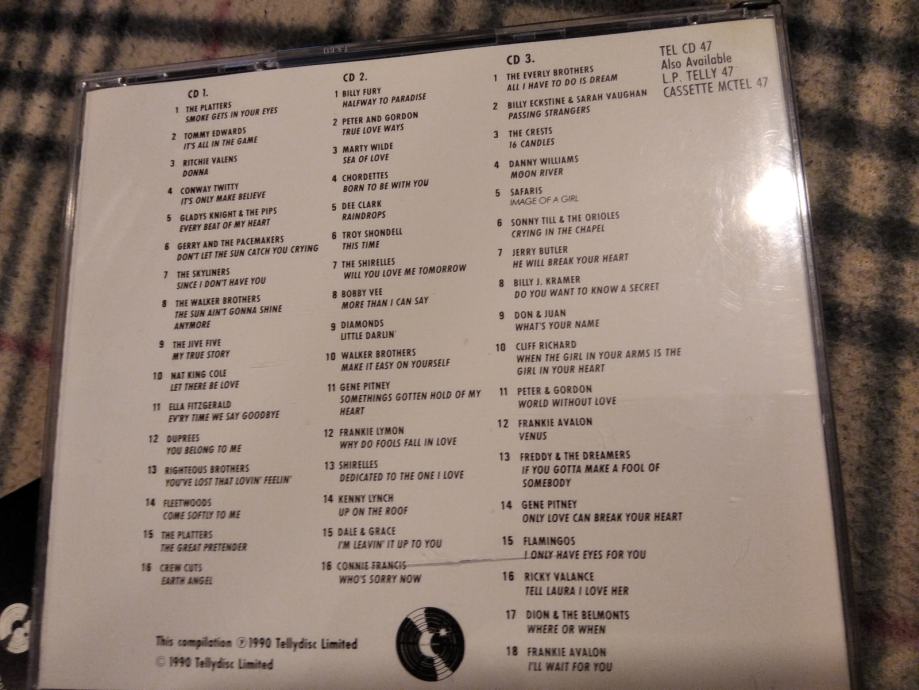 CD 1.
1 THE PLATTERS
SMOKE GETS IN YOUR EYES
2 TOMMY EDWARDS
IT'S ALL IN THE GAME
3 RITCHIE VALENS
DONNA
4 CONWAY TWITTY
IT'S ONLY MAKE BELIEVE
5 GLADYS KNIGHT & THE PIPS
EVERY BEAT OF MY HEART
6 GERRY AND THE PACEMAKERS
DON'T LET THE SUN CATCH YOU CRYING
7 THE SKYLINERS
SINCE I DON'T HAVE YOU
8 THE WALKER BROTHERS
THE SUN AIN'T GONNA SHINE
ANYMORE
9 THE JIVE FIVE
MY TRUE STORY
10 NAT KING COLE
LET THERE BE LOVE
11 ELLA FITZGERALD
EV'RY TIME WE SAY GOODBYE
12 DUPREES
YOU BELONG TO ME
13 RIGHTEOUS BROTHERS
YOU'VE LOST THAT LOVIN' FEELIN'
14 FLEETWOODS
COME SOFTLY TO ME
15 THE PLATTERS
THE GREAT PRETENDER
16 CREW CUTS
EARTH ANGEL
CD 2.
1 BILLY FURY
HALFWAY TO PARADISE
2 PETER AND GORDON
TRUE LOVE WAYS
3 MARTY WILDE
SEA OF LOVE
4 CHORDETTES
BORN TO BE WITH YOU
5 DEE CLARK
RAINDROPS
6 TROY SHONDELL
THIS TIME
7 THE SHIRELLES
WILL YOU LOVE ME TOMORROW
8 BOBBY VEE
MORE THAN I CAN SAY
9 DIAMONDS
LITTLE DARLIN'
10 WALKER BROTHERS
MAKE IT EASY ON YOURSELF
11 GENE PITNEY
SOMETHINGS GOTTEN HOLD OF MY
HEART
12 FRANKIE LYMON
WHY DO FOOLS FALL IN LOVE
13 SHIRELLES
DEDICATED TO THE ONE I LOVE
14 KENNY LYNCH
UP ON THE ROOF
15 DALE & GRACE
I'M LEAVIN' IT UP TO YOU
16 CONNIE FRANCIS
WHO'S SORRY NOW
CD 3.
1 THE EVERLY BROTHERS
ALL I HAVE TO DO IS DREAM
2 BILLY ECKSTINE & SARAH VAUGHAN
PASSING STRANGERS
3 THE CRESTS
16 CANDLES
4 DANNY WILLIAMS
MOON RIVER
5 SAFARIS
IMAGE OF A GIRL
6 SONNY TILL & THE ORIOLES
CRYING IN THE CHAPEL
7 JERRY BUTLER
HE WILL BREAK YOUR HEART
8 BILLY J. KRAMER
DO YOU WANT TO KNOW A SECRET
9 DON & JUAN
WHAT'S YOUR NAME
10 CLIFF RICHARD
WHEN THE GIRL IN YOUR ARMS IS THE
GIRL IN YOUR HEART
11 PETER & GORDON
WORLD WITHOUT LOVE
12 FRANKIE AVALON
VENUS
13 FREDDY & THE DREAMERS
IF YOU GOTTA MAKE A FOOL OF
SOMEBODY
14 GENE PITNEY
ONLY LOVE CAN BREAK YOUR HEART
15 FLAMINGOS
I ONLY HAVE EYES FOR YOU
16 RICKY VALANCE
TELL LAURA I LOVE HER
17 DION & THE BELMONTS
WHERE OR WHEN
18 FRANKIE AVALON
I'LL WAIT FOR YOU
TEL CD 47
Also Available
L.P. TELLY 47
CASSETTE MCTEL 47
This compilation Ⓟ 1990 Tellydisc Limited
© 1990 Tellydisc Limited